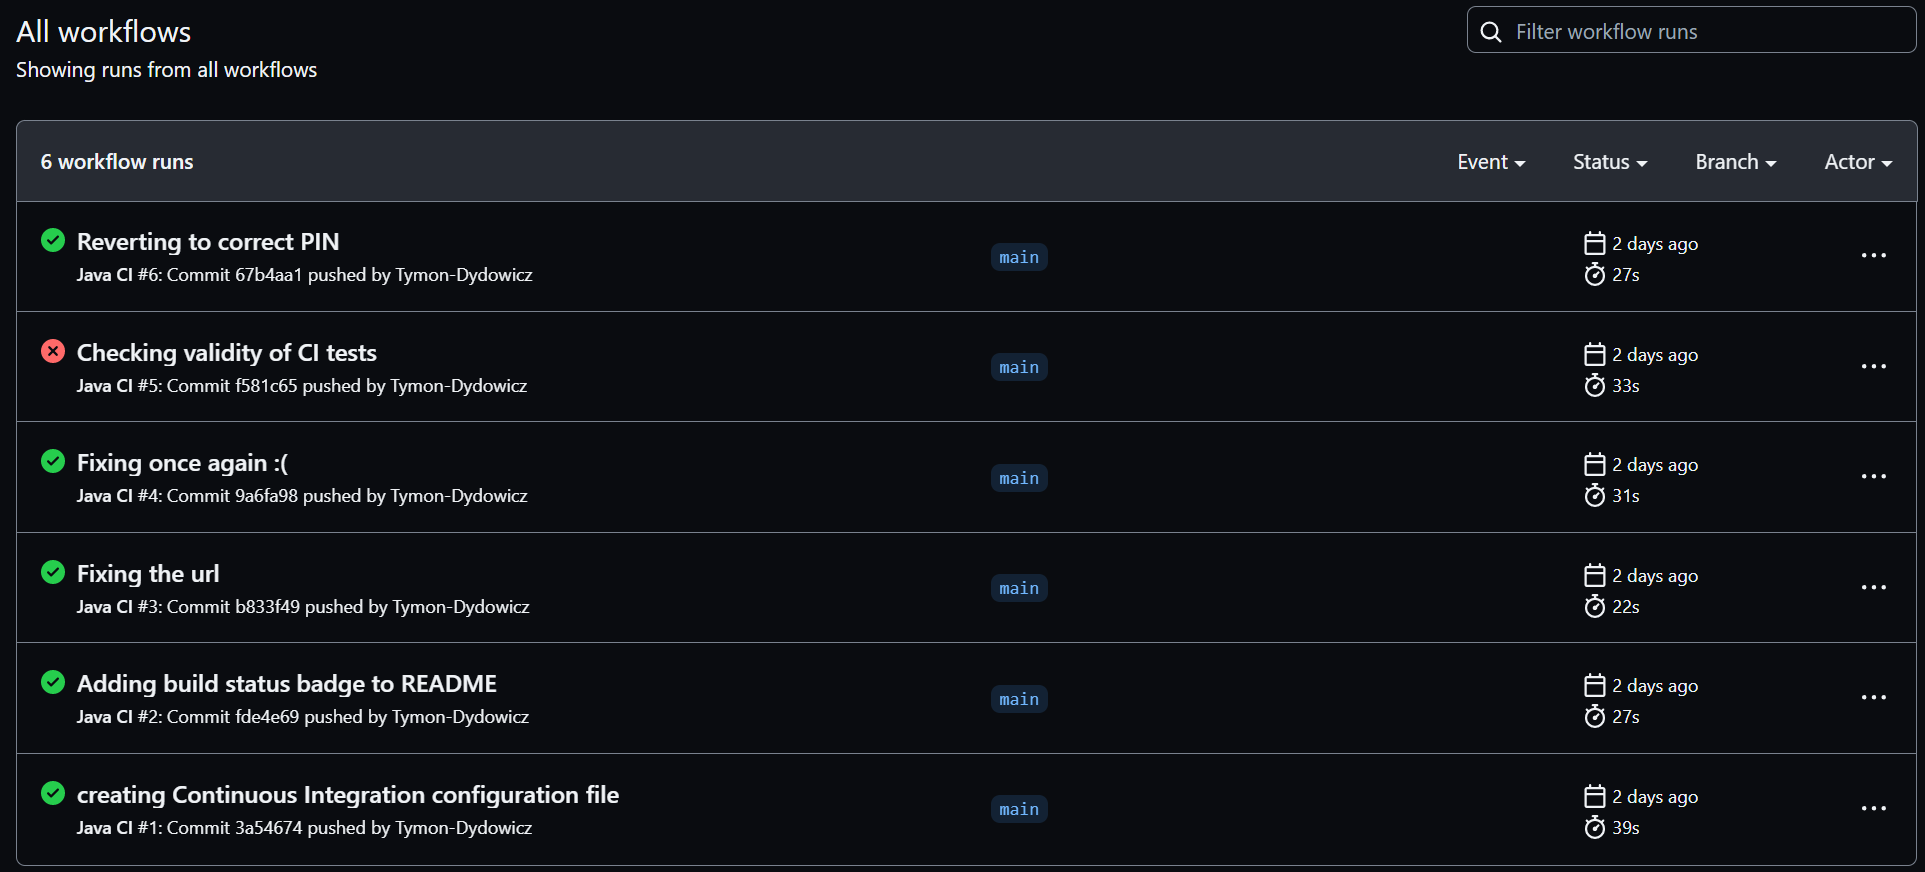 All workflows
Filter workflow runs
Showing runs from all workflows
6 workflow runs
Event
Status
Branch
Actor
Reverting to correct PIN
Java CI #6: Commit 67b4aa1 pushed by Tymon-Dydowicz
main
2 days ago
27s
Checking validity of CI tests
Java CI #5: Commit f581c65 pushed by Tymon-Dydowicz
main
2 days ago
33s
Fixing once again :(
Java CI #4: Commit 9a6fa98 pushed by Tymon-Dydowicz
main
2 days ago
31s
Fixing the url
Java CI #3: Commit b833f49 pushed by Tymon-Dydowicz
main
2 days ago
22s
Adding build status badge to README
Java CI #2: Commit fde4e69 pushed by Tymon-Dydowicz
main
2 days ago
27s
creating Continuous Integration configuration file
Java CI #1: Commit 3a54674 pushed by Tymon-Dydowicz
main
2 days ago
39s